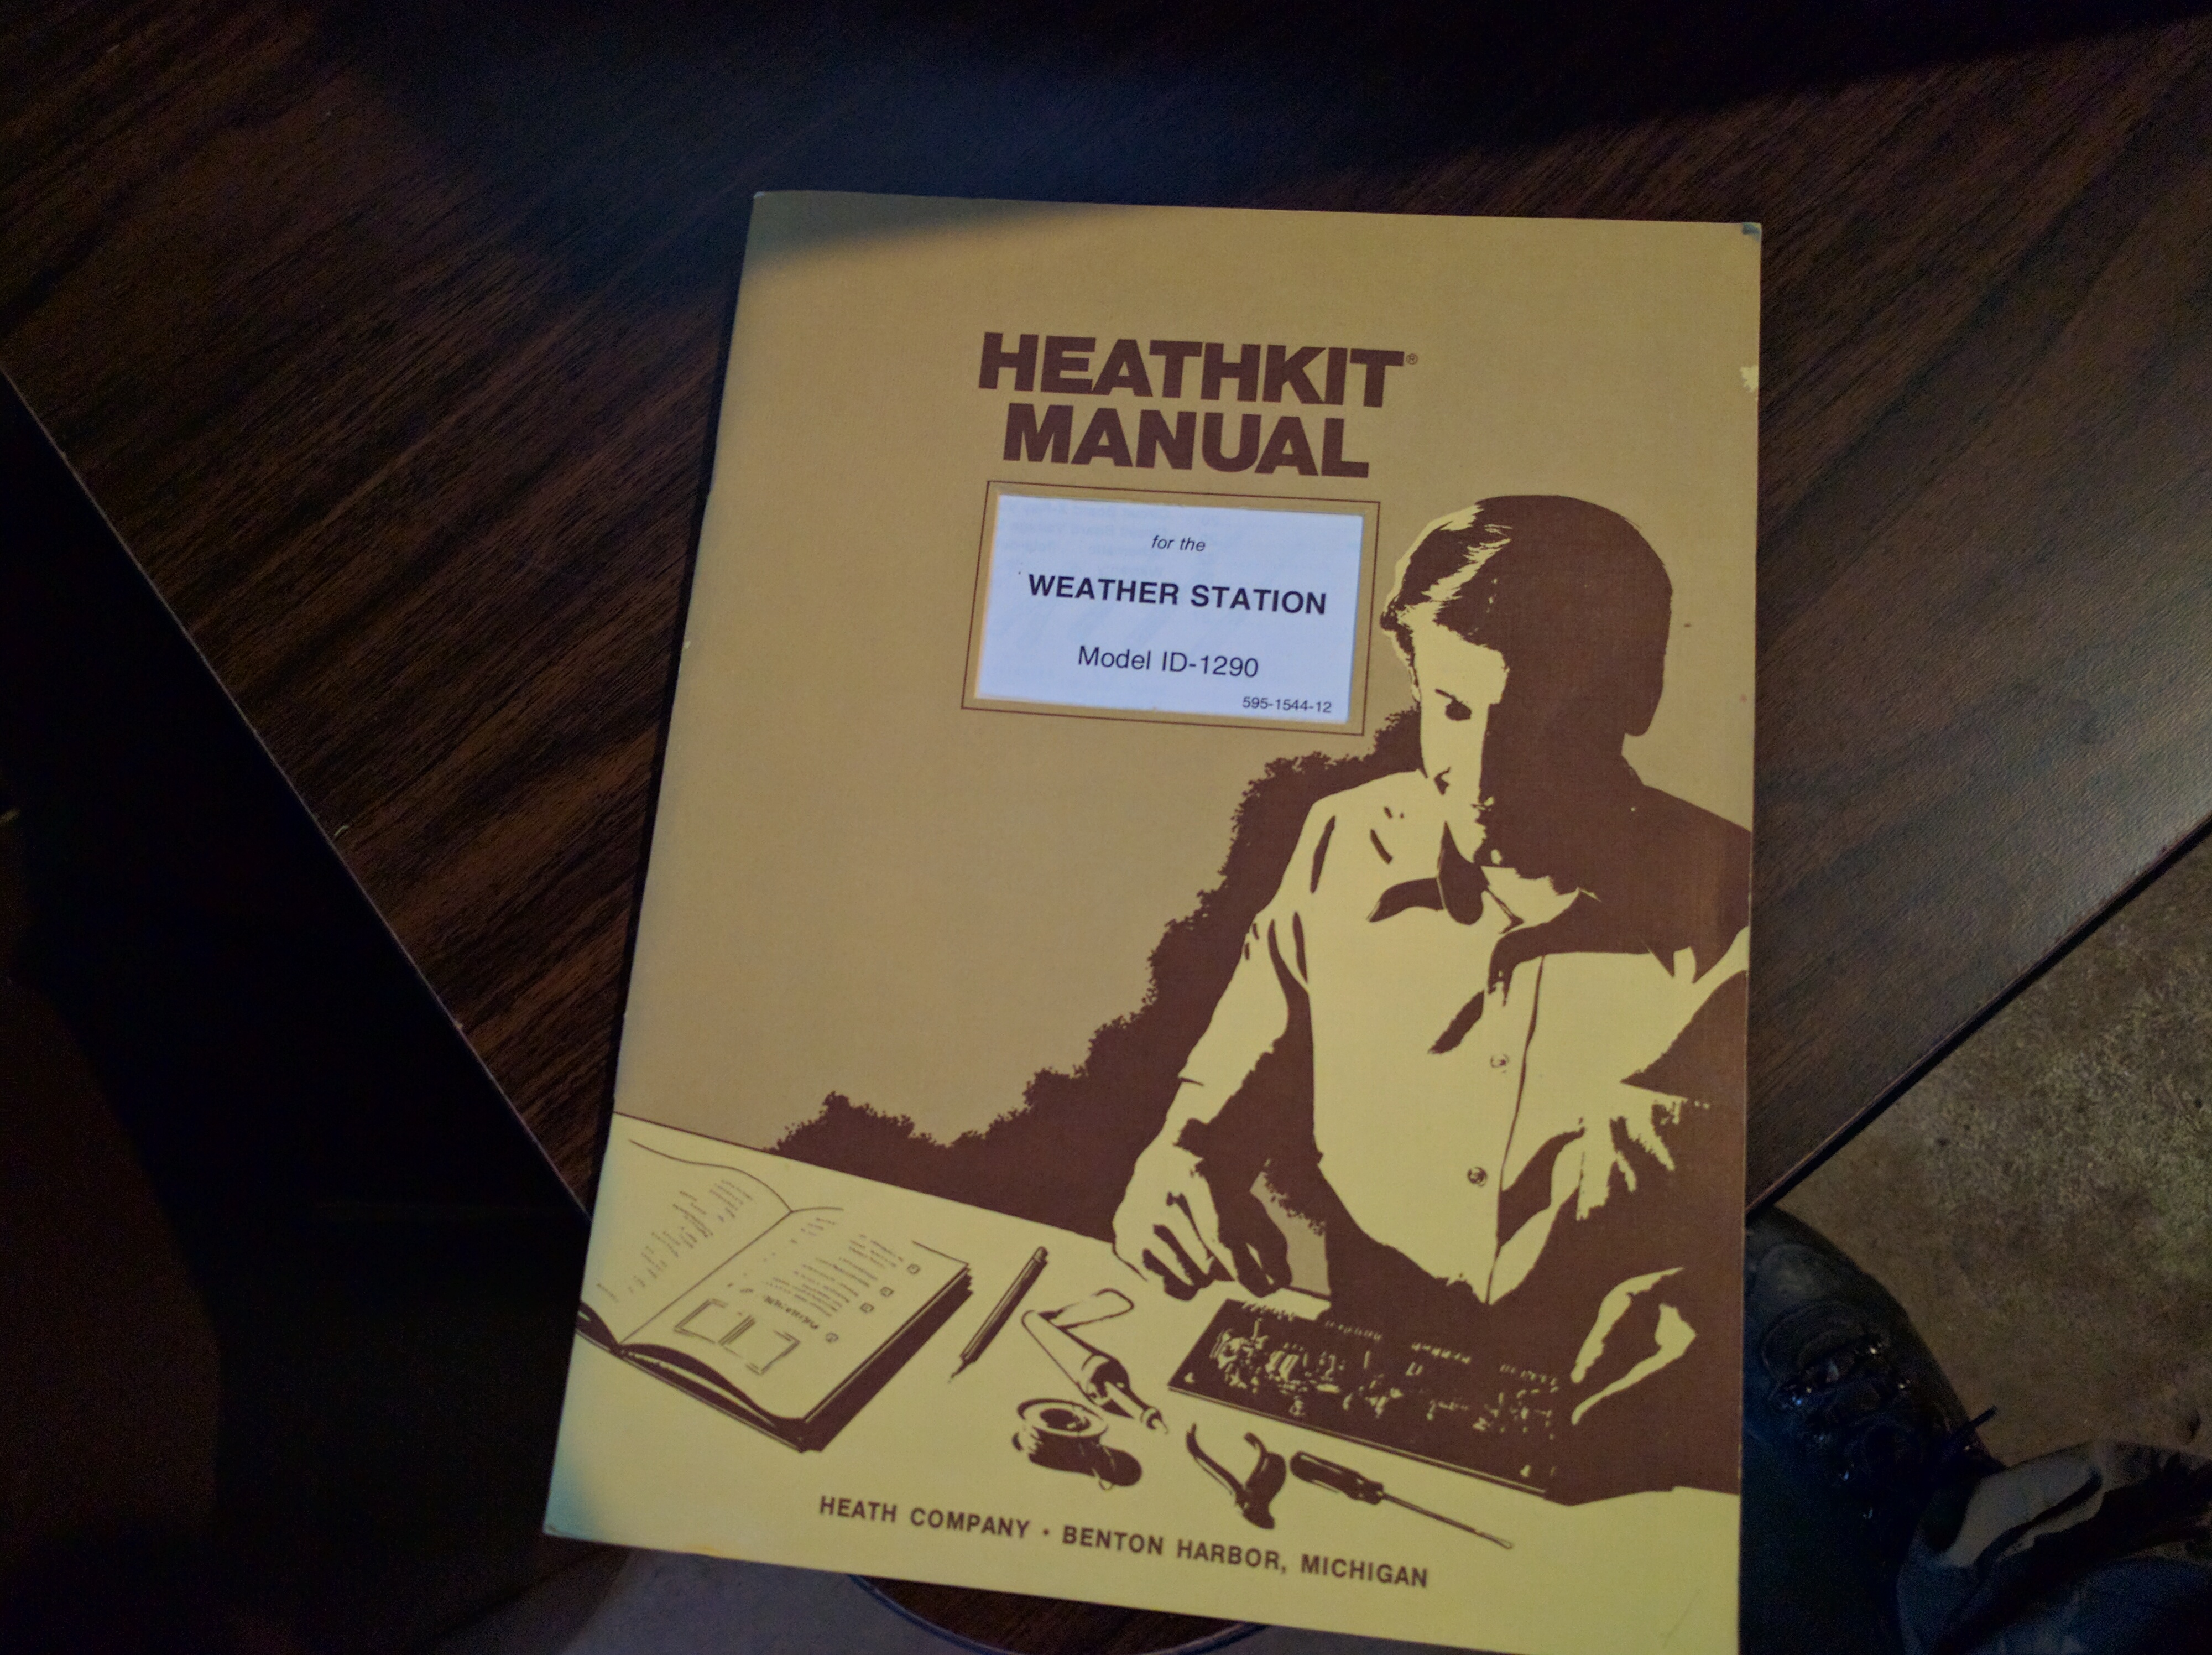 HEATHKIT®
MANUAL
for the
WEATHER STATION
Model ID-1290
595-1544-12
HEATH COMPANY • BENTON HARBOR, MICHIGAN